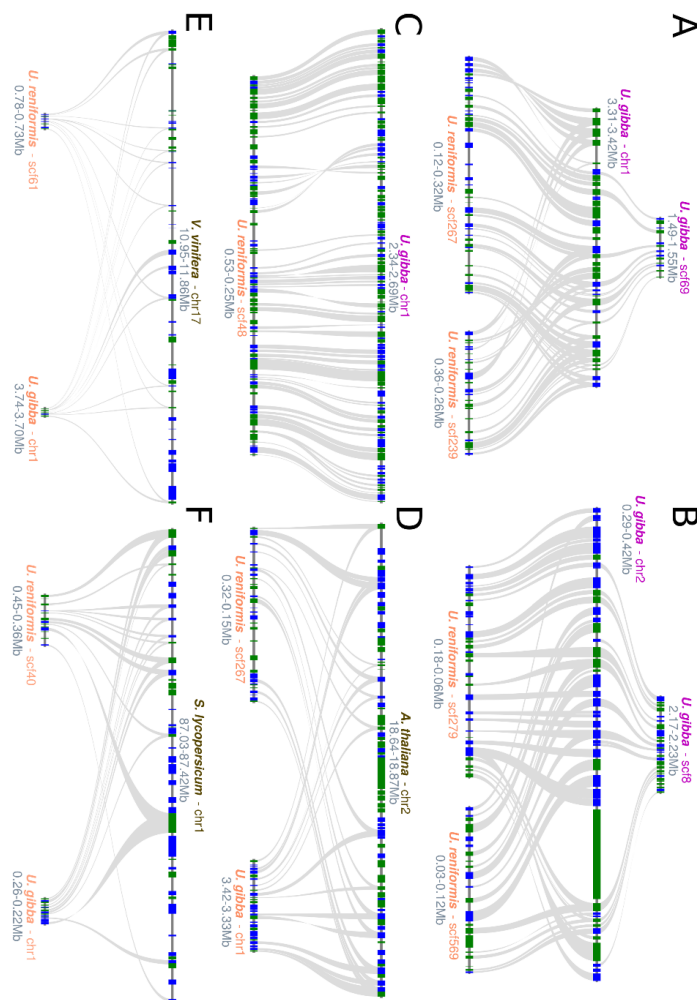 A
U. gibba - scf69
1.49-1.55Mb
U. gibba - chr1
3.31-3.42Mb
U. reniformis - scf267
0.12-0.32Mb
U. reniformis - scf239
0.36-0.26Mb
B
U. gibba - scf8
2.17-2.23Mb
U. gibba - chr2
0.29-0.42Mb
U. reniformis - scf279
0.18-0.06Mb
U. reniformis - scf569
0.03-0.12Mb
C
U. gibba - chr1
2.34-2.69Mb
U. reniformis - scf48
0.53-0.25Mb
D
A. thaliana - chr2
18.64-18.87Mb
U. reniformis - scf267
0.32-0.15Mb
U. gibba - chr1
3.42-3.33Mb
E
V. vinifera - chr17
10.95-11.86Mb
U. reniformis - scf61
0.78-0.73Mb
U. gibba - chr1
3.74-3.70Mb
F
S. lycopersicum - chr1
87.03-87.42Mb
U. reniformis - scf40
0.45-0.36Mb
U. gibba - chr1
0.26-0.22Mb